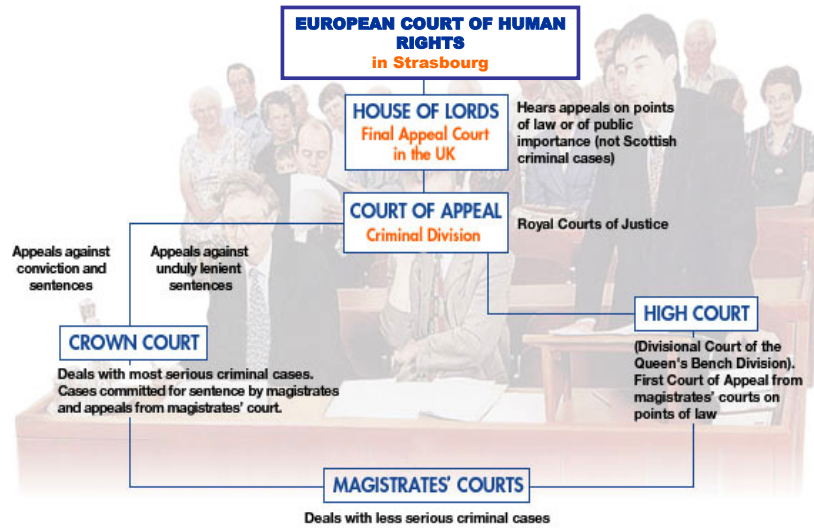 EUROPEAN COURT OF HUMAN
RIGHTS
in Strasbourg
HOUSE OF LORDS
Final Appeal Court
in the UK
Hears appeals on points
of law or of public
importance (not Scottish
criminal cases)
COURT OF APPEAL
Criminal Division
Royal Courts of Justice
Appeals against
conviction and
sentences
Appeals against
unduly lenient
sentences
CROWN COURT
Deals with most serious criminal cases.
Cases committed for sentence by magistrates
and appeals from magistrates' court.
HIGH COURT
(Divisional Court of the
Queen's Bench Division).
First Court of Appeal from
magistrates' courts on
points of law
MAGISTRATES' COURTS
Deals with less serious criminal cases